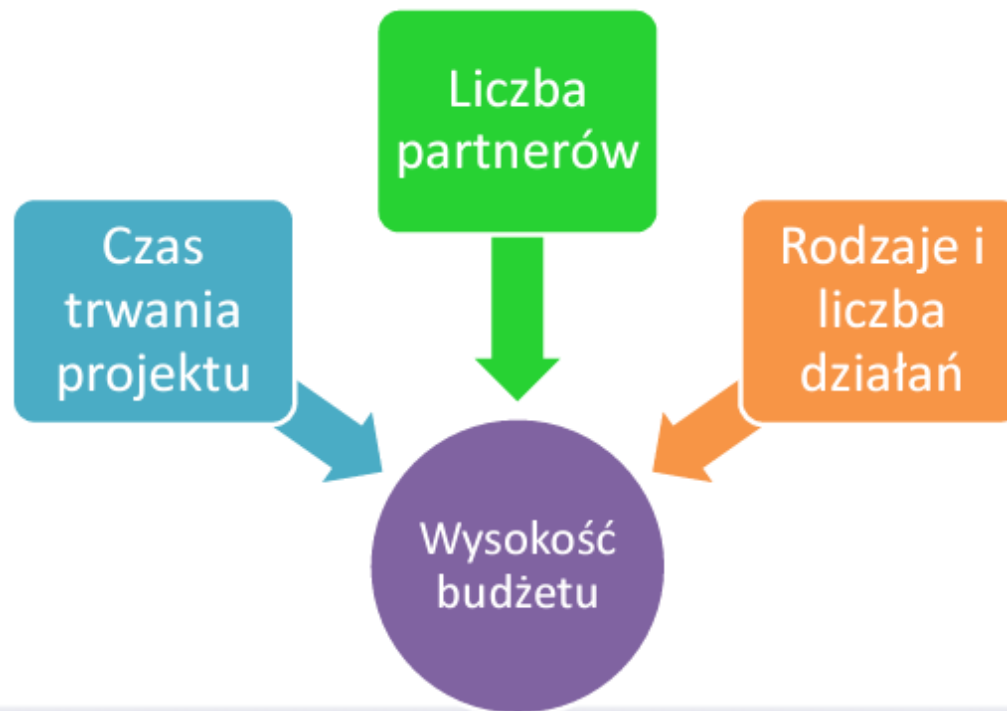 Liczba
partnerów
Czas
trwania
projektu
Rodzaje i
liczba
działań
Wysokość
budżetu